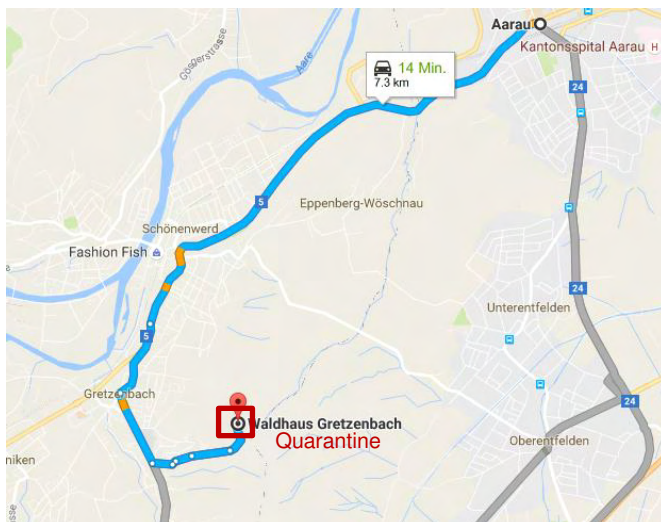 Aarau
Kantonsspital Aarau H
14 Min.
7.3 km
Gösgerstrasse
Aare
24
5
Eppenberg-Wöschnau
Schönenwerd
Fashion Fish
24
Unterentfelden
5
Gretzenbach
24
Waldhaus Gretzenbach
Quarantine
Oberentfelden
niken